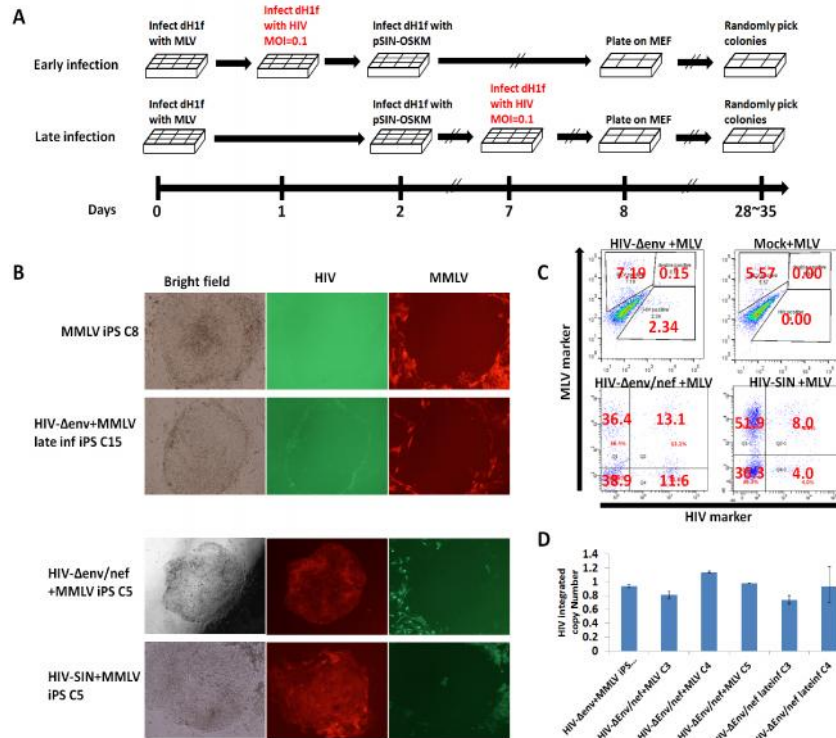 A
Infect dH1f
with MLV
Infect dH1f
with HIV
MOI=0.1
Infect dH1f with
pSIN-OSKM
Plate on MEF
Randomly pick
colonies
Early infection
Infect dH1f
with MLV
Infect dH1f with
pSIN-OSKM
Infect dH1f
with HIV
MOI=0.1
Plate on MEF
Randomly pick
colonies
Late infection
Days
0 1 2 7 8 28~35
B
Bright field HIV MMLV
MMLV iPS C8
HIV-Δenv+MMLV
late inf iPS C15
HIV-Δenv/nef
+MMLV iPS C5
HIV-SIN+MMLV
iPS C5
C
HIV-Δenv +MLV Mock+MLV
7.19 0.15 5.57 0.00
2.34 0.00
HIV-Δenv/nef +MLV HIV-SIN +MLV
36.4 13.1 51.9 8.0
38.9 11.6 36.3 4.0
MLV marker
HIV marker
D
HIV Integrated
copy Number
1.4
1.2
1
0.8
0.6
0.4
0.2
0
HIV-Δenv+MMLV iPS...
HIV-ΔEnv/nef+MLV C3
HIV-ΔEnv/nef+MLV C4
HIV-ΔEnv/nef+MLV C5
HIV-ΔEnv/nef lateinf C3
HIV-ΔEnv/nef lateinf C4